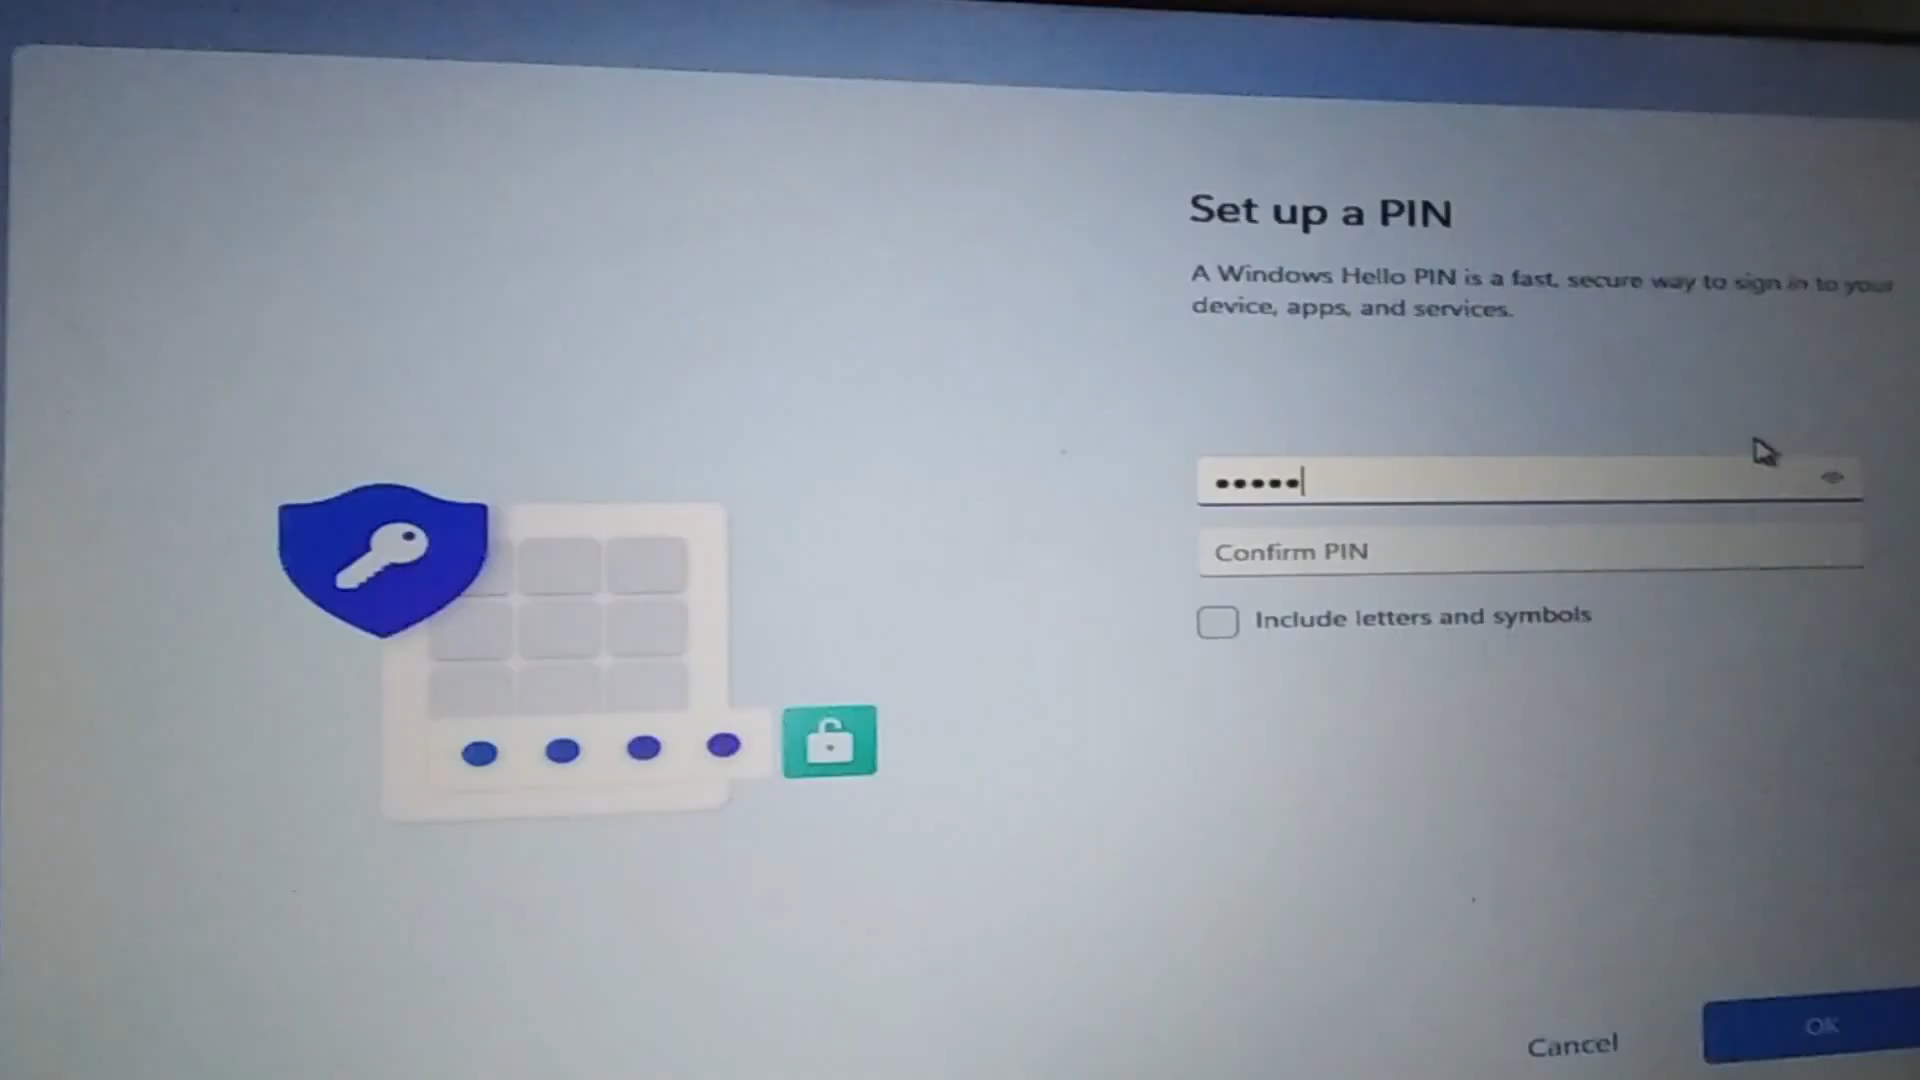 Set up a PIN
A Windows Hello PIN is a fast, secure way to sign in to your
device, apps, and services.
•••••
Confirm PIN
Include letters and symbols
Cancel
OK